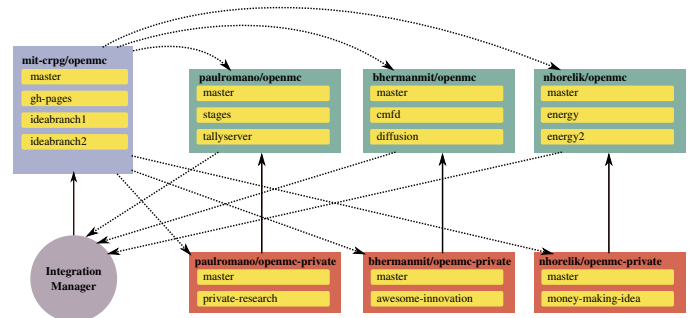 mit-crpg/openmc
master
gh-pages
ideabranch1
ideabranch2
paulromano/openmc
master
stages
tallyserver
bhermanmit/openmc
master
cmfd
diffusion
nhorelik/openmc
master
energy
energy2
Integration
Manager
paulromano/openmc-private
master
private-research
bhermanmit/openmc-private
master
awesome-innovation
nhorelik/openmc-private
master
money-making-idea